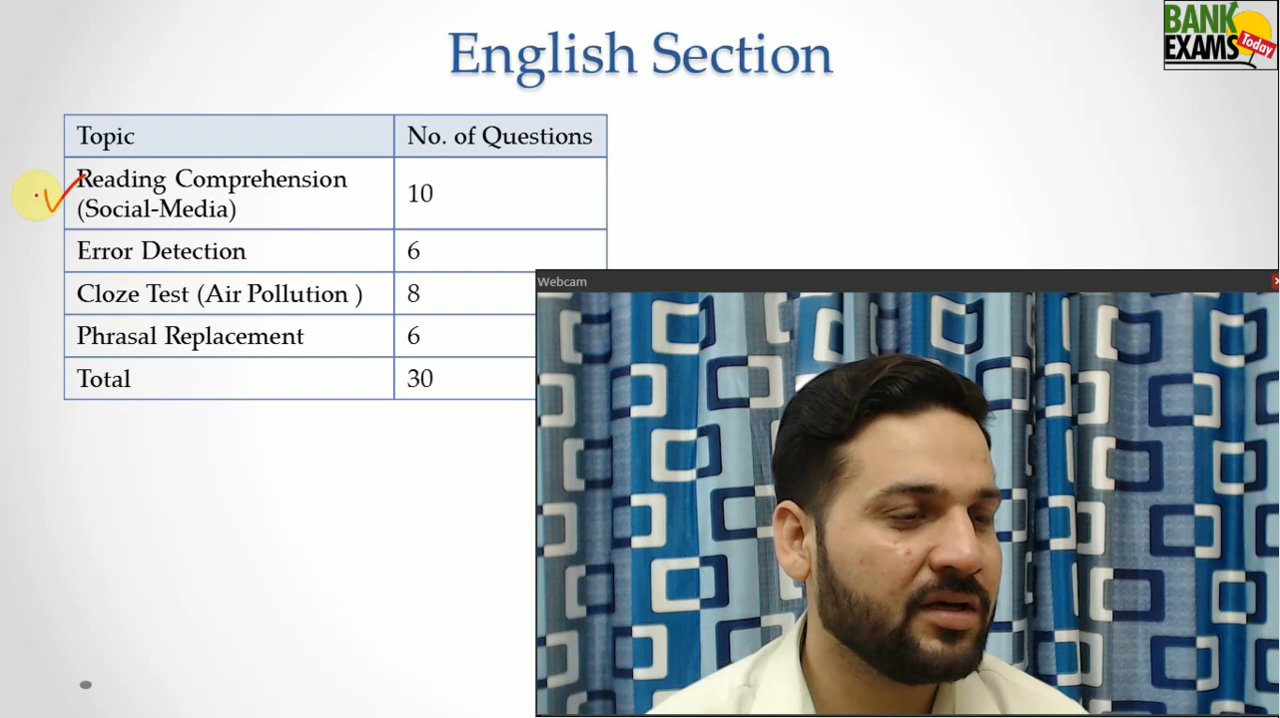 BANK
EXAMS
Today
English Section
Topic No. of Questions
Reading Comprehension
(Social-Media) 10
Error Detection 6
Cloze Test (Air Pollution ) 8
Phrasal Replacement 6
Total 30
Webcam